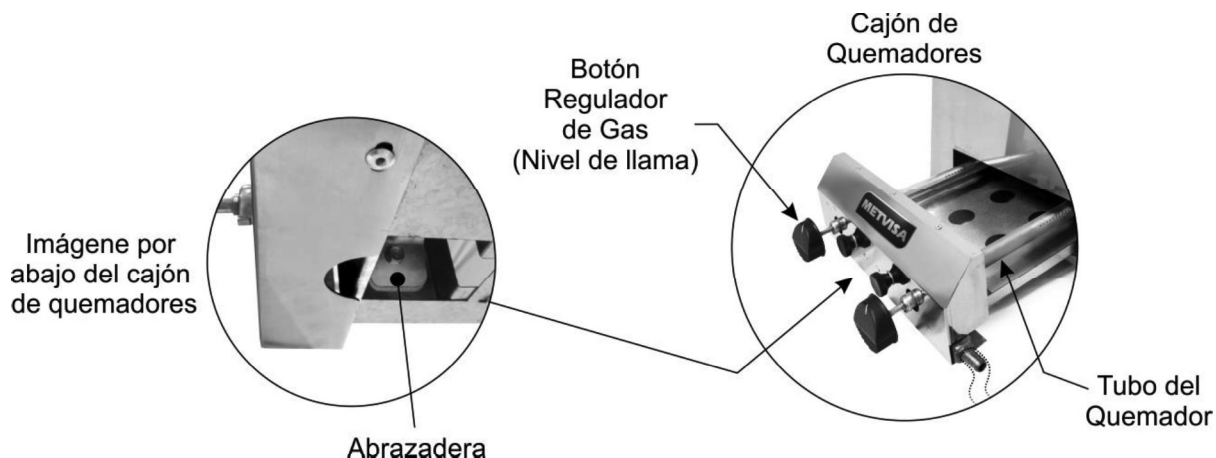 Cajón de
Quemadores
Botón
Regulador
de Gas
(Nivel de llama)
METVISA
Imágene por
abajo del cajón
de quemadores
Tubo del
Quemador
Abrazadera